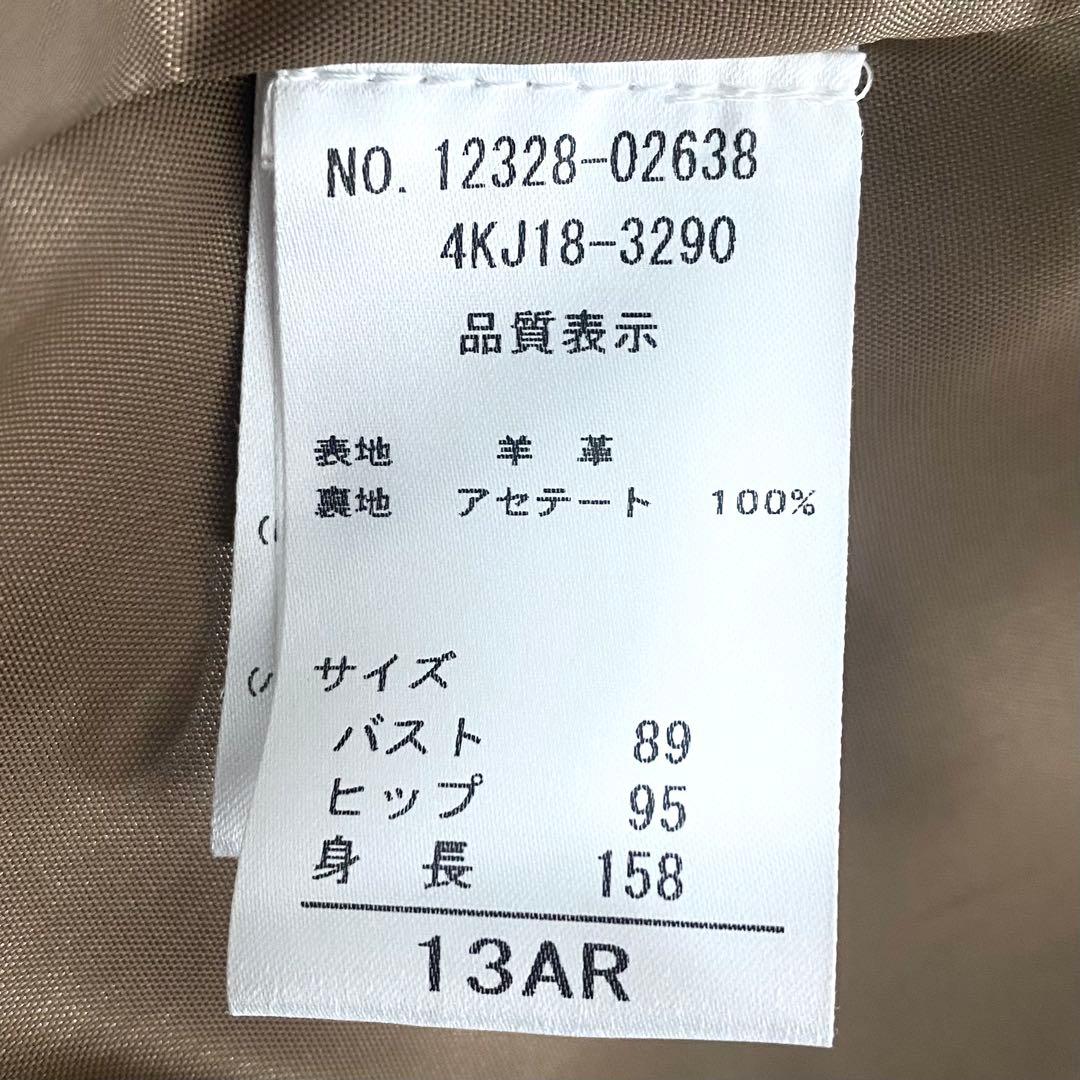 NO. 12328-02638
4KJ18-3290
品質表示
表地 羊 革
裏地 アセテート 100%
サイズ
バスト 89
ヒップ 95
身 長 158
13AR